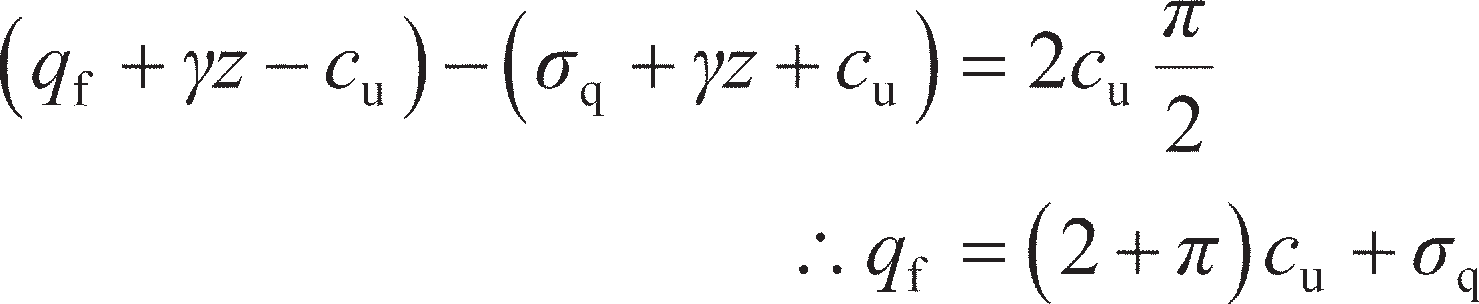 (q_f + γz − c_u) − (σ_q + γz + c_u) = 2c_u π/2
∴ q_f = (2 + π)c_u + σ_q